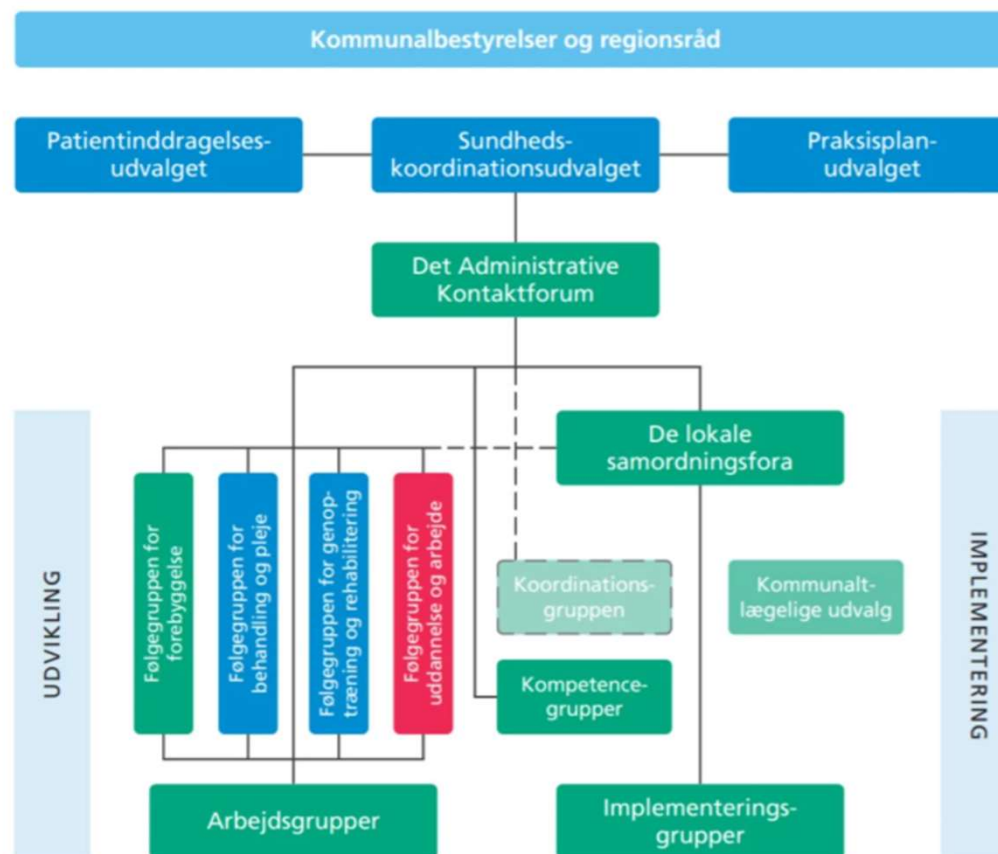 Kommunalbestyrelser og regionsråd
Patientinddragelses-
udvalget
Sundheds-
koordinationsudvalget
Praksisplan-
udvalget
Det Administrative
Kontaktforum
De lokale
samordningsfora
UDVIKLING
Følgegruppen for
forebyggelse
Følgegruppen for
behandling og pleje
Følgegruppen for genop-
træning og rehabilitering
Følgegruppen for
uddannelse og arbejde
Koordinations-
gruppen
Kommunalt-
lægelige udvalg
Kompetence-
grupper
IMPLEMENTERING
Arbejdsgrupper
Implementerings-
grupper